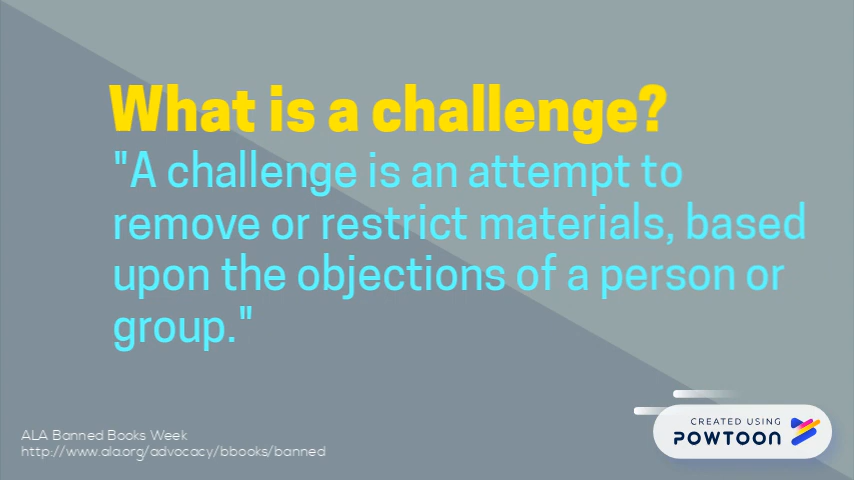 What is a challenge?
"A challenge is an attempt to
remove or restrict materials, based
upon the objections of a person or
group."
ALA Banned Books Week
http://www.ala.org/advocacy/bbooks/banned
CREATED USING
POWTOON